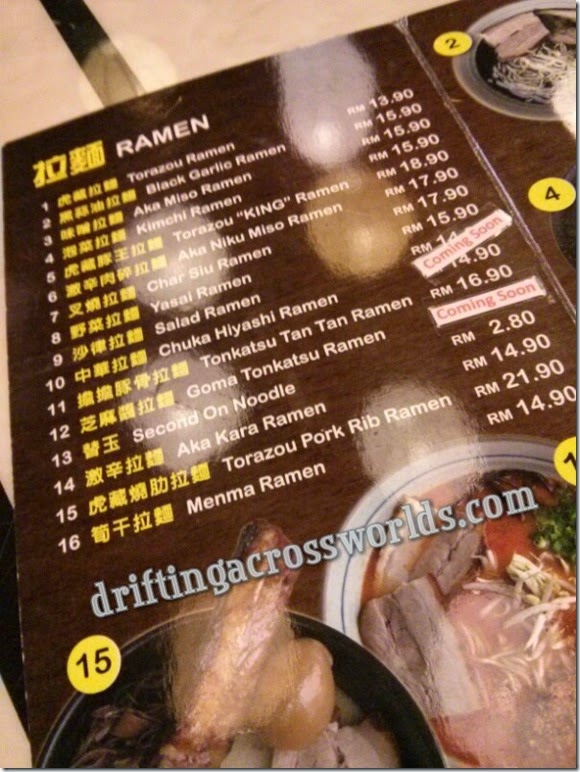 拉麵 RAMEN
1 虎藏拉麵 Torazou Ramen RM 13.90
2 黑蒜油拉麵 Black Garlic Ramen RM 15.90
3 味噌拉麵 Aka Miso Ramen RM 15.90
4 泡菜拉麵 Kimchi Ramen RM 15.90
5 虎藏豚王拉麵 Torazou "KING" Ramen RM 18.90
6 激辛肉碎拉麵 Aka Niku Miso Ramen RM 17.90
7 叉燒拉麵 Char Siu Ramen RM 17.90
8 野菜拉麵 Yasai Ramen RM 15.90
9 沙律拉麵 Salad Ramen RM Coming Soon
10 中華拉麵 Chuka Hiyashi Ramen 14.90
11 擔擔豚骨拉麵 Tonkatsu Tan Tan Ramen RM 16.90
12 芝麻醬拉麵 Goma Tonkatsu Ramen Coming Soon
13 替玉 Second On Noodle RM 2.80
14 激辛拉麵 Aka Kara Ramen RM 14.90
15 虎藏燒肋拉麵 Torazou Pork Rib Ramen RM 21.90
16 筍干拉麵 Menma Ramen RM 14.90
2
4
driftingacrossworlds.com
15